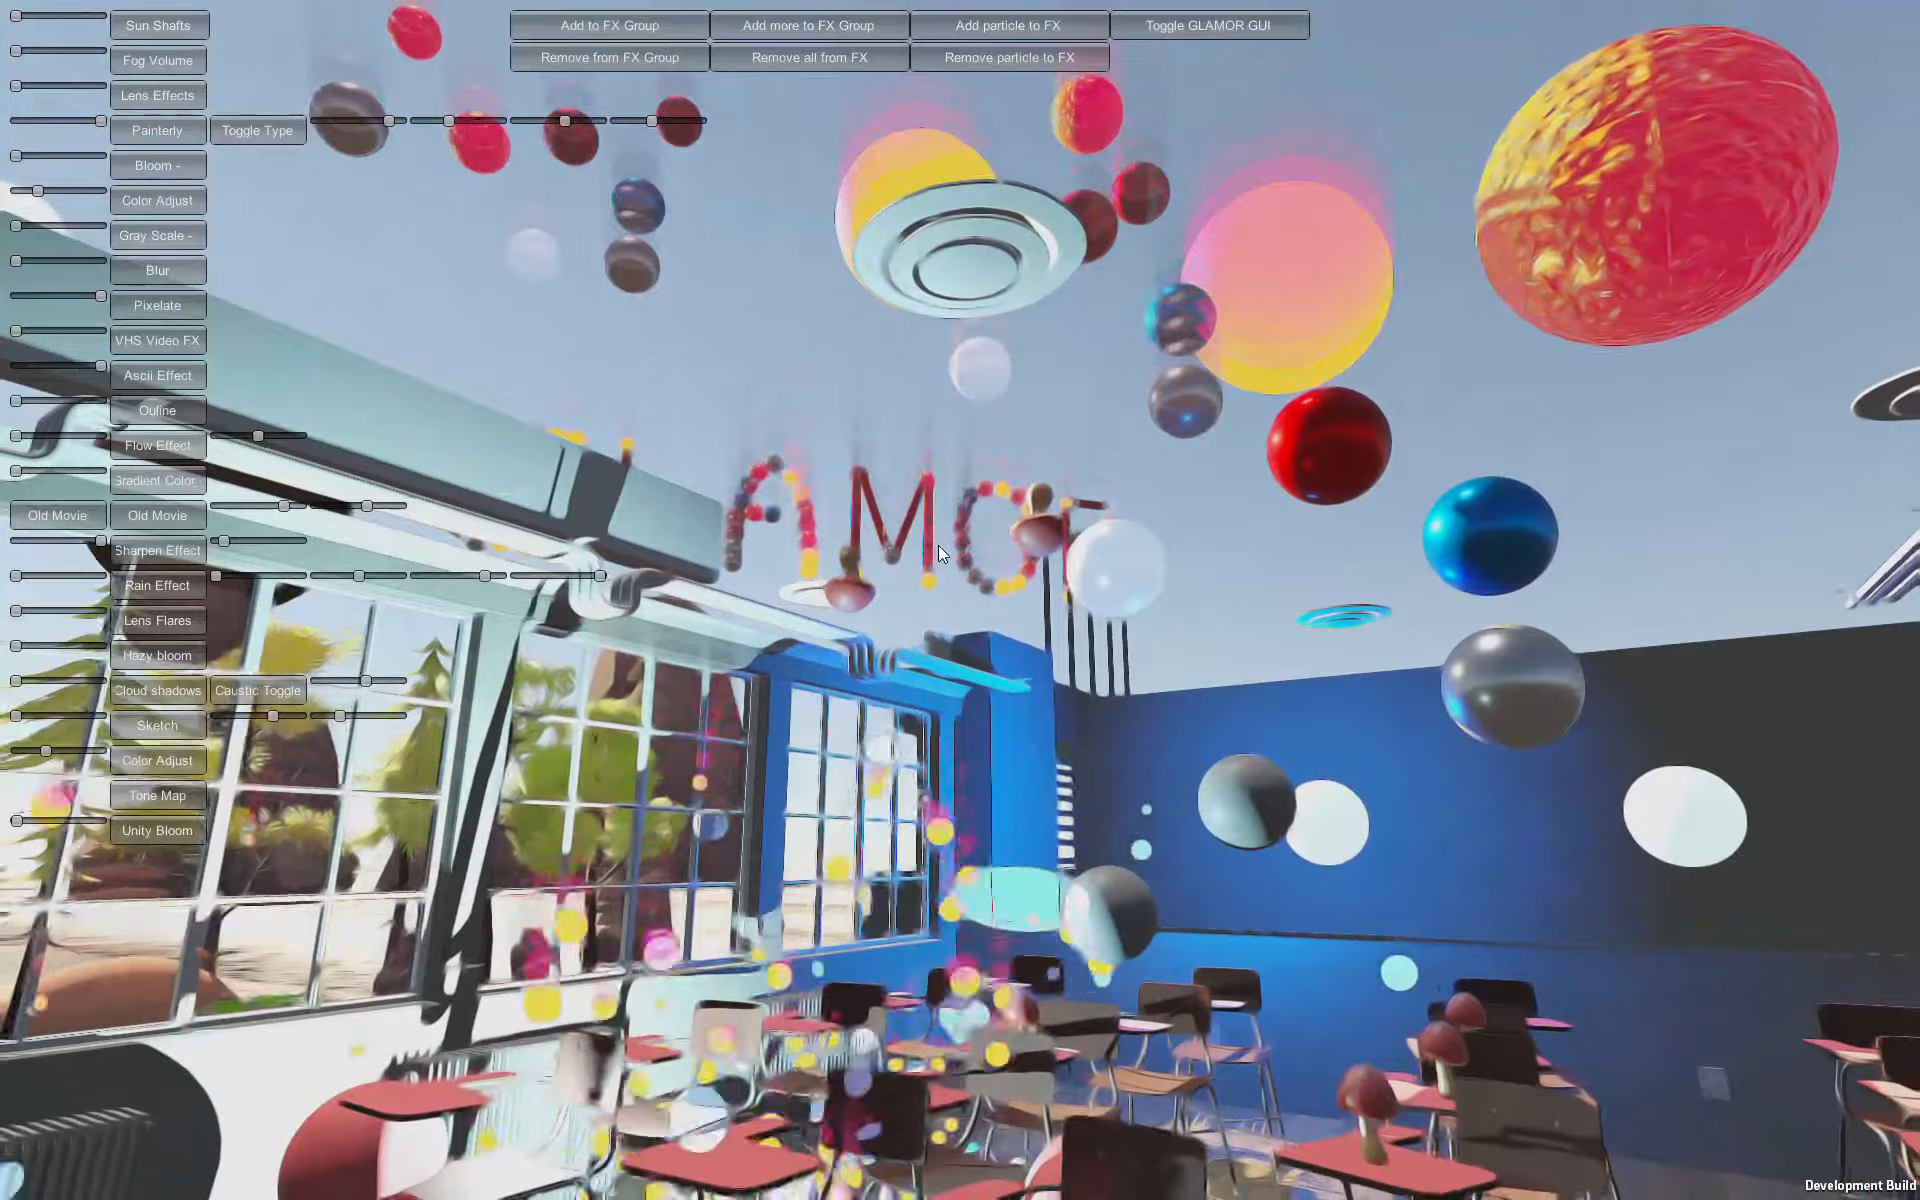 Sun Shafts
Add to FX Group
Add more to FX Group
Add particle to FX
Toggle GLAMOR GUI
Remove from FX Group
Remove all from FX
Remove particle to FX
Fog Volume
Lens Effects
Painterly
Toggle Type
Bloom -
Color Adjust
Gray Scale -
Blur
Pixelate
VHS Video FX
Ascii Effect
Ouline
Flow Effect
Gradient Color
Old Movie
Old Movie
Sharpen Effect
Rain Effect
Lens Flares
Hazy bloom
Cloud shadows
Caustic Toggle
Sketch
Color Adjust
Tone Map
Unity Bloom
AMO
Development Build